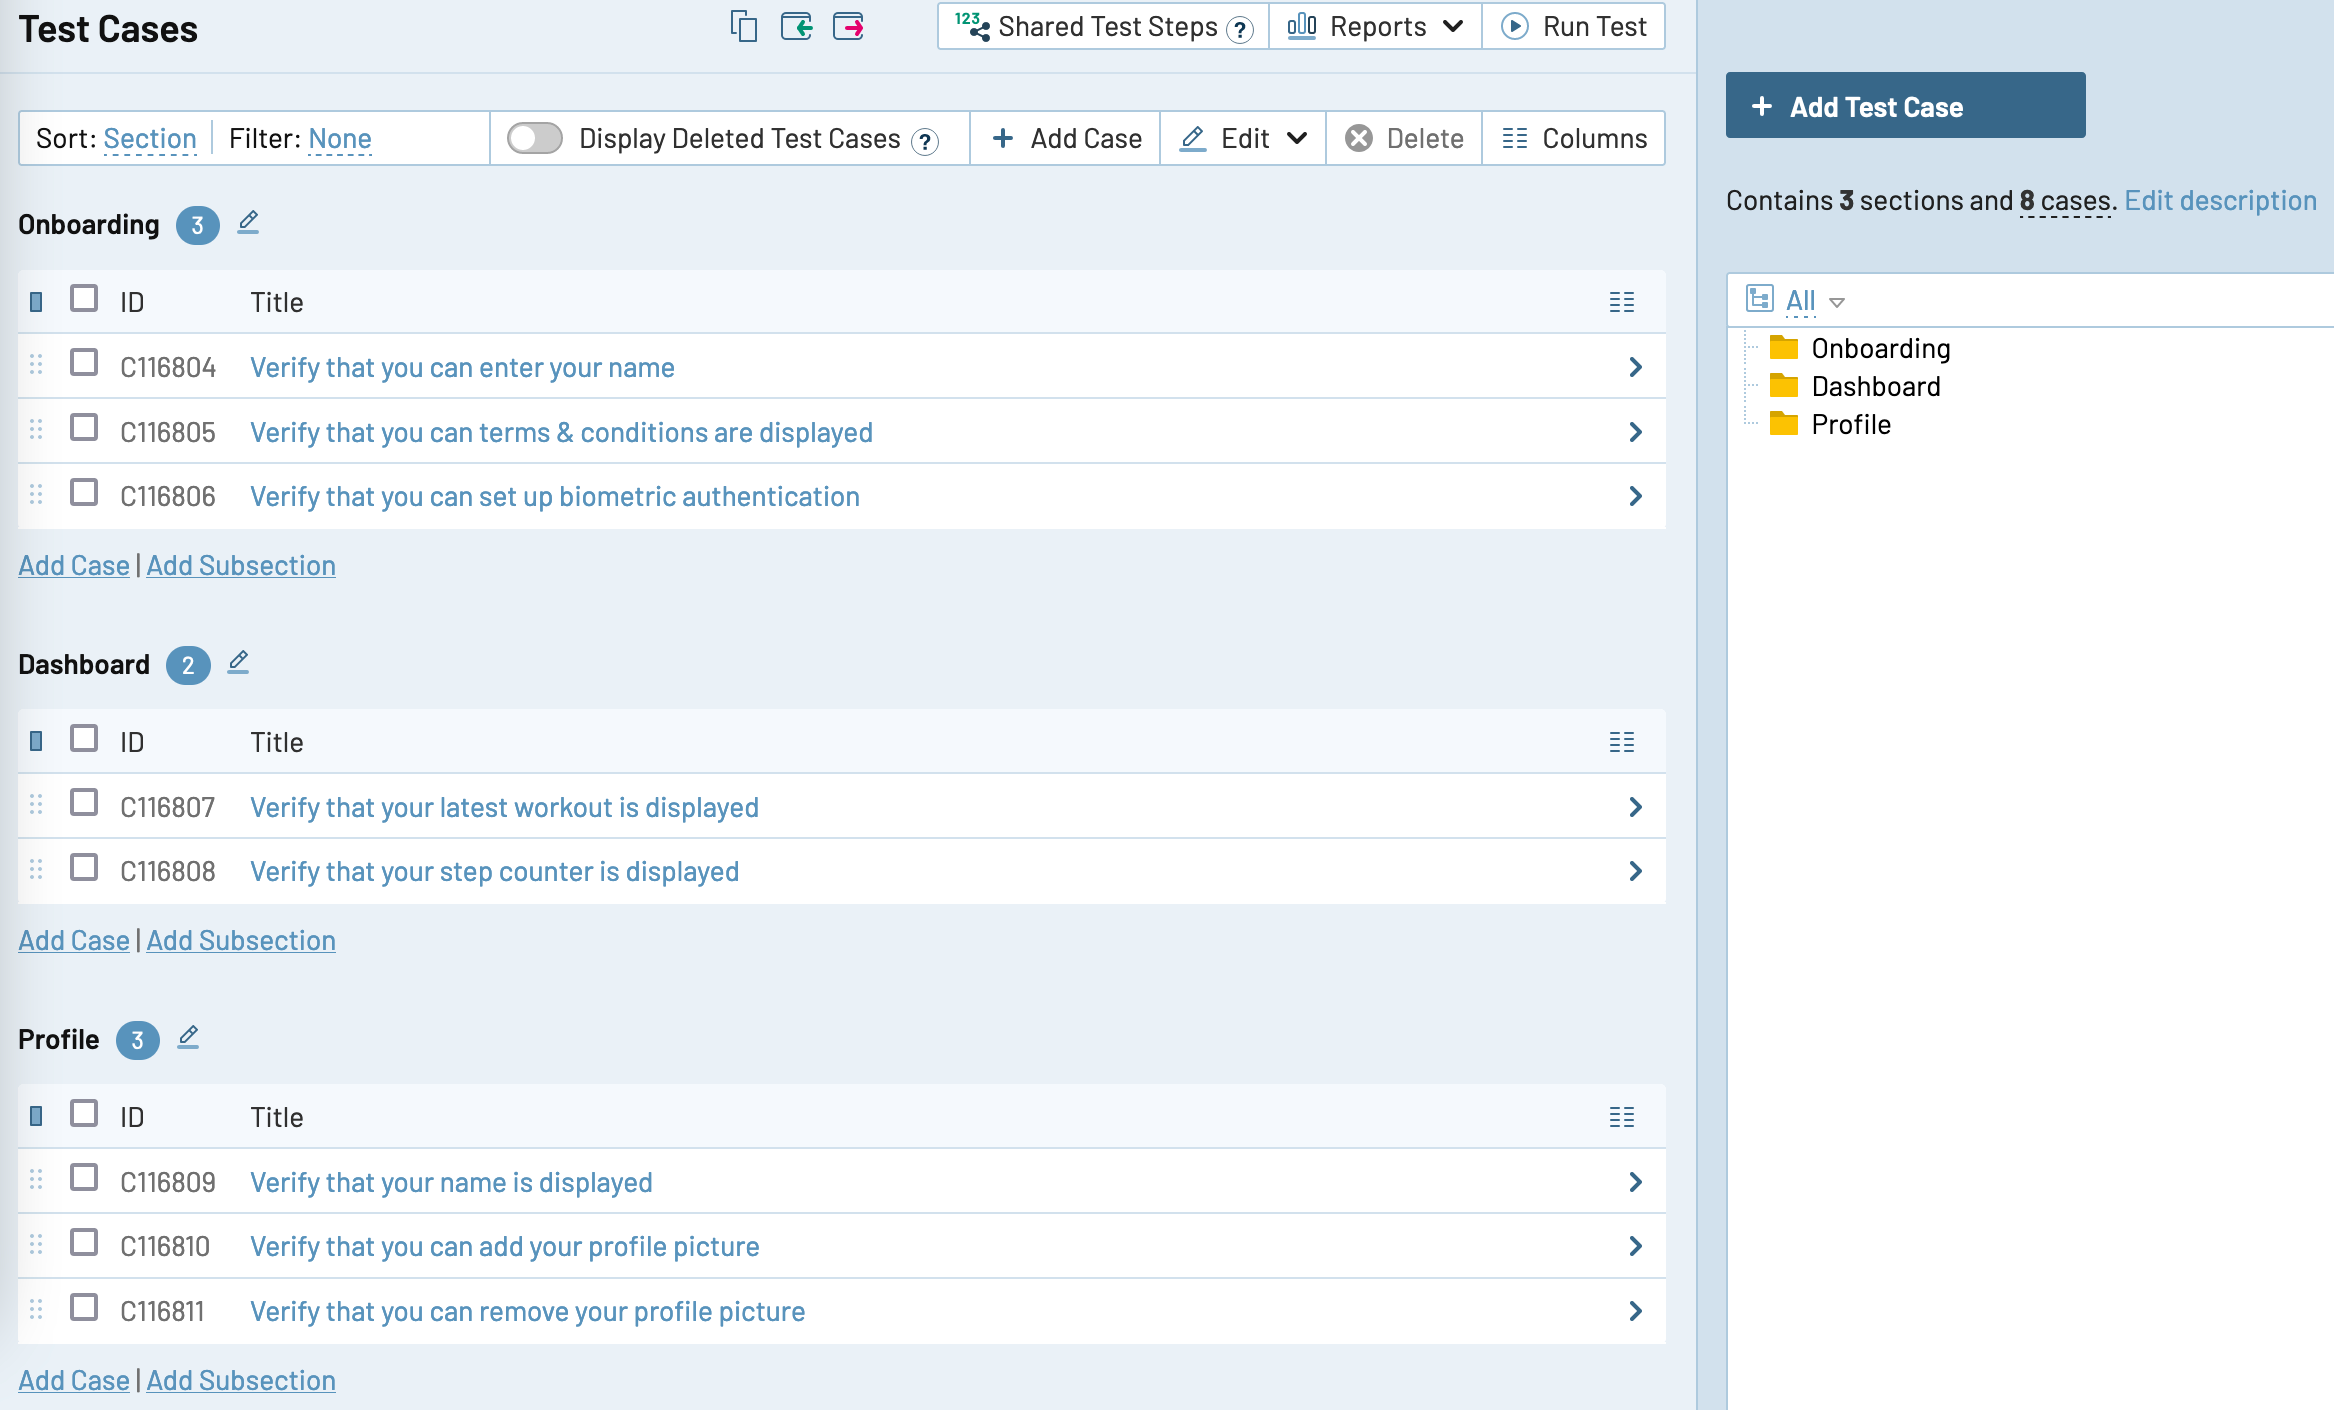 Test Cases
123 Shared Test Steps ? Reports Run Test
Sort: Section Filter: None Display Deleted Test Cases ? + Add Case Edit Delete Columns
Onboarding 3
ID Title
C116804 Verify that you can enter your name
C116805 Verify that you can terms & conditions are displayed
C116806 Verify that you can set up biometric authentication
Add Case | Add Subsection
Dashboard 2
ID Title
C116807 Verify that your latest workout is displayed
C116808 Verify that your step counter is displayed
Add Case | Add Subsection
Profile 3
ID Title
C116809 Verify that your name is displayed
C116810 Verify that you can add your profile picture
C116811 Verify that you can remove your profile picture
Add Case | Add Subsection
+ Add Test Case
Contains 3 sections and 8 cases. Edit description
All
Onboarding
Dashboard
Profile